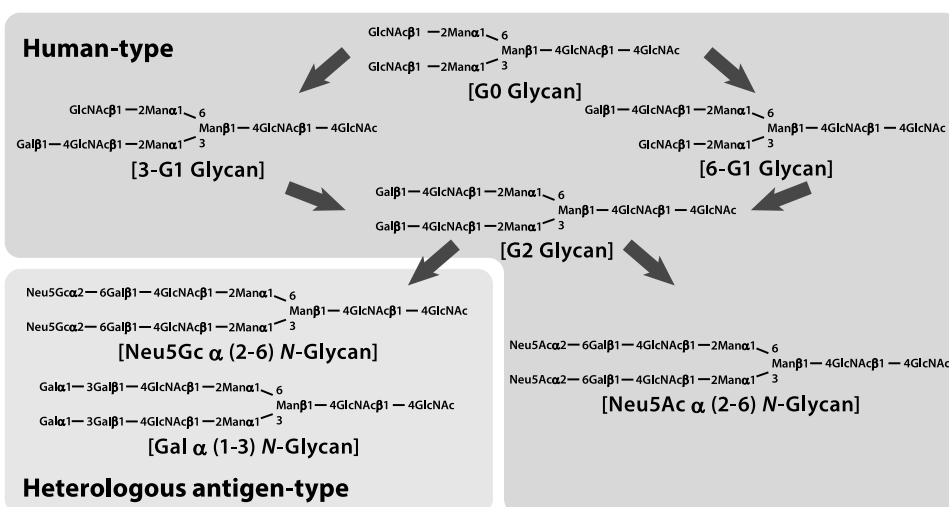 Human-type
GlcNAcβ1 — 2Manα1
6
Manβ1 — 4GlcNAcβ1 — 4GlcNAc
GlcNAcβ1 — 2Manα1
3
[G0 Glycan]
GlcNAcβ1 — 2Manα1
6
Manβ1 — 4GlcNAcβ1 — 4GlcNAc
Galβ1 — 4GlcNAcβ1 — 2Manα1
3
[3-G1 Glycan]
Galβ1 — 4GlcNAcβ1 — 2Manα1
6
Manβ1 — 4GlcNAcβ1 — 4GlcNAc
GlcNAcβ1 — 2Manα1
3
[6-G1 Glycan]
Galβ1 — 4GlcNAcβ1 — 2Manα1
6
Manβ1 — 4GlcNAcβ1 — 4GlcNAc
Galβ1 — 4GlcNAcβ1 — 2Manα1
3
[G2 Glycan]
Neu5Gcα2 — 6Galβ1 — 4GlcNAcβ1 — 2Manα1
6
Manβ1 — 4GlcNAcβ1 — 4GlcNAc
Neu5Gcα2 — 6Galβ1 — 4GlcNAcβ1 — 2Manα1
3
[Neu5Gc α (2-6) N-Glycan]
Galα1 — 3Galβ1 — 4GlcNAcβ1 — 2Manα1
6
Manβ1 — 4GlcNAcβ1 — 4GlcNAc
Galα1 — 3Galβ1 — 4GlcNAcβ1 — 2Manα1
3
[Gal α (1-3) N-Glycan]
Heterologous antigen-type
Neu5Acα2 — 6Galβ1 — 4GlcNAcβ1 — 2Manα1
6
Manβ1 — 4GlcNAcβ1 — 4GlcNAc
Neu5Acα2 — 6Galβ1 — 4GlcNAcβ1 — 2Manα1
3
[Neu5Ac α (2-6) N-Glycan]